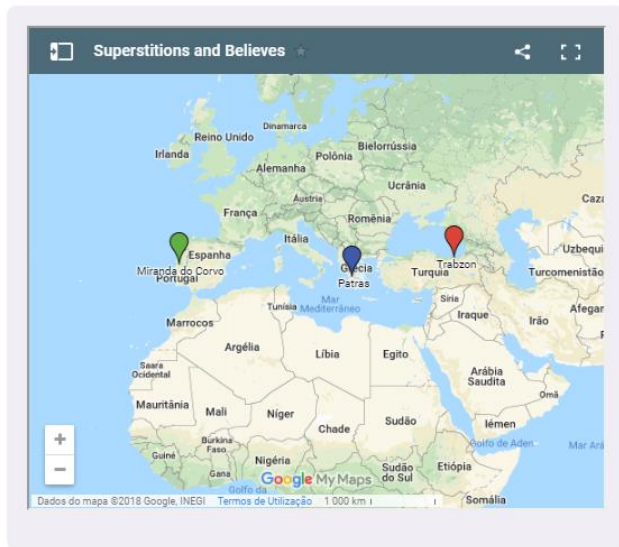 Superstitions and Believes
Dinamarca
Reino Unido
Irlanda
Bielorrússia
Polônia
Alemanha
Ucrânia
Áustria
França
Romênia
Itália
Espanha
Miranda do Corvo
Portugal
Grécia
Patras
Trabzon
Turquia
Uzbequi
Turcomenistão
Caza
Tunísia
Mar
Mediterrâneo
Síria
Iraque
Irão
Afegar
Marrocos
Argélia
Líbia
Egito
Saara
Ocidental
Arábia
Saudita
Omã
Mauritânia
Mali
Níger
Chade
Sudão
Iémen
Golfo de Aden
Mar Ará
Burkina
Faso
Guiné
Gana
Nigéria
Sudão
do Sul
Etiópia
Golfo da
Google My Maps
Somália
+
−
Dados do mapa ©2018 Google, INEGI Termos de Utilização 1 000 km